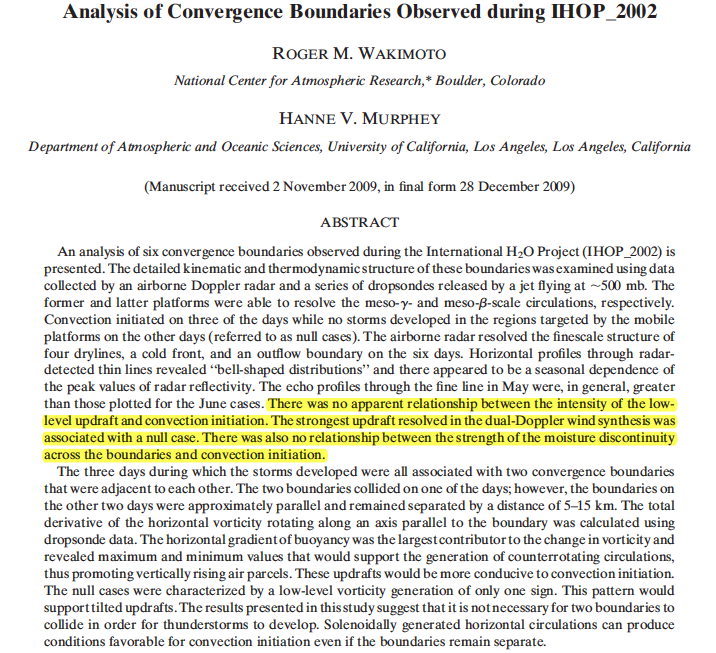 Analysis of Convergence Boundaries Observed during IHOP_2002
ROGER M. WAKIMOTO
National Center for Atmospheric Research,* Boulder, Colorado
HANNE V. MURPHEY
Department of Atmospheric and Oceanic Sciences, University of California, Los Angeles, Los Angeles, California
(Manuscript received 2 November 2009, in final form 28 December 2009)
ABSTRACT
An analysis of six convergence boundaries observed during the International H₂O Project (IHOP_2002) is
presented. The detailed kinematic and thermodynamic structure of these boundaries was examined using data
collected by an airborne Doppler radar and a series of dropsondes released by a jet flying at ~500 mb. The
former and latter platforms were able to resolve the meso-γ- and meso-β-scale circulations, respectively.
Convection initiated on three of the days while no storms developed in the regions targeted by the mobile
platforms on the other days (referred to as null cases). The airborne radar resolved the finescale structure of
four drylines, a cold front, and an outflow boundary on the six days. Horizontal profiles through radar-
detected thin lines revealed “bell-shaped distributions” and there appeared to be a seasonal dependence of
the peak values of radar reflectivity. The echo profiles through the fine line in May were, in general, greater
than those plotted for the June cases. There was no apparent relationship between the intensity of the low-
level updraft and convection initiation. The strongest updraft resolved in the dual-Doppler wind synthesis was
associated with a null case. There was also no relationship between the strength of the moisture discontinuity
across the boundaries and convection initiation.
The three days during which the storms developed were all associated with two convergence boundaries
that were adjacent to each other. The two boundaries collided on one of the days; however, the boundaries on
the other two days were approximately parallel and remained separated by a distance of 5–15 km. The total
derivative of the horizontal vorticity rotating along an axis parallel to the boundary was calculated using
dropsonde data. The horizontal gradient of buoyancy was the largest contributor to the change in vorticity and
revealed maximum and minimum values that would support the generation of counterrotating circulations,
thus promoting vertically rising air parcels. These updrafts would be more conducive to convection initiation.
The null cases were characterized by a low-level vorticity generation of only one sign. This pattern would
support tilted updrafts. The results presented in this study suggest that it is not necessary for two boundaries to
collide in order for thunderstorms to develop. Solenoidally generated horizontal circulations can produce
conditions favorable for convection initiation even if the boundaries remain separate.